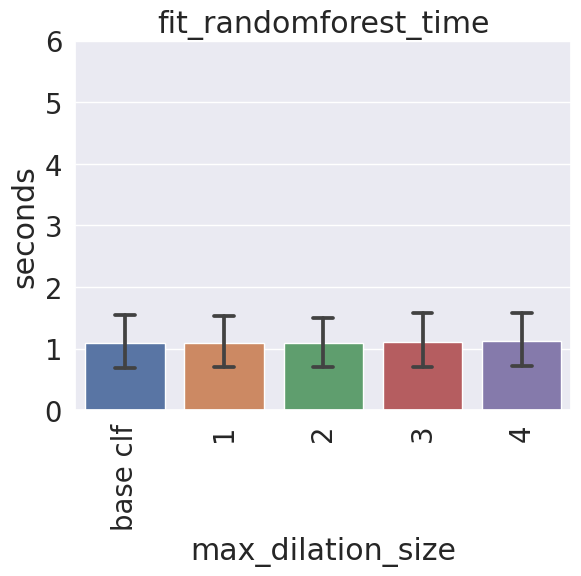 fit_randomforest_time
6
5
4
3
2
1
0
seconds
base clf
1
2
3
4
max_dilation_size